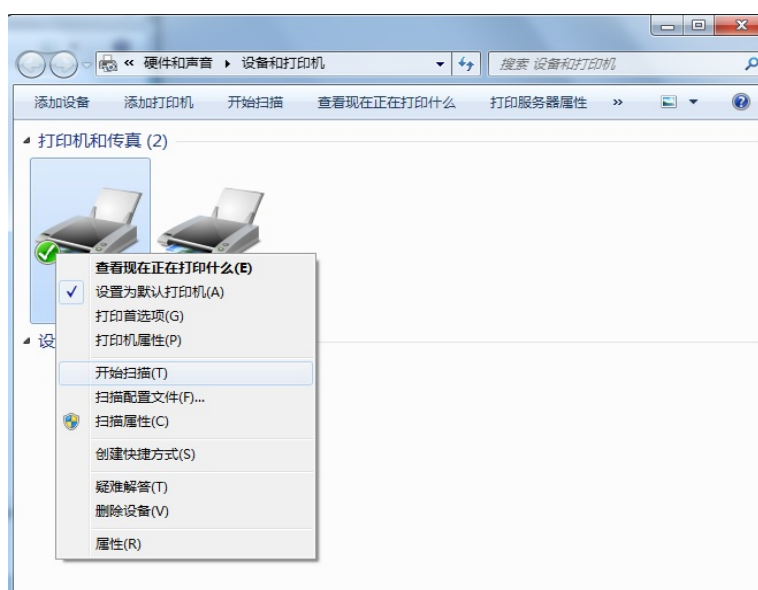 « 硬件和声音 ▸ 设备和打印机
搜索 设备和打印机
添加设备 添加打印机 开始扫描 查看现在正在打印什么 打印服务器属性 »
打印机和传真 (2)
查看现在正在打印什么(E)
设置为默认打印机(A)
打印首选项(G)
打印机属性(P)
设
开始扫描(T)
扫描配置文件(F)...
扫描属性(C)
创建快捷方式(S)
疑难解答(T)
删除设备(V)
属性(R)